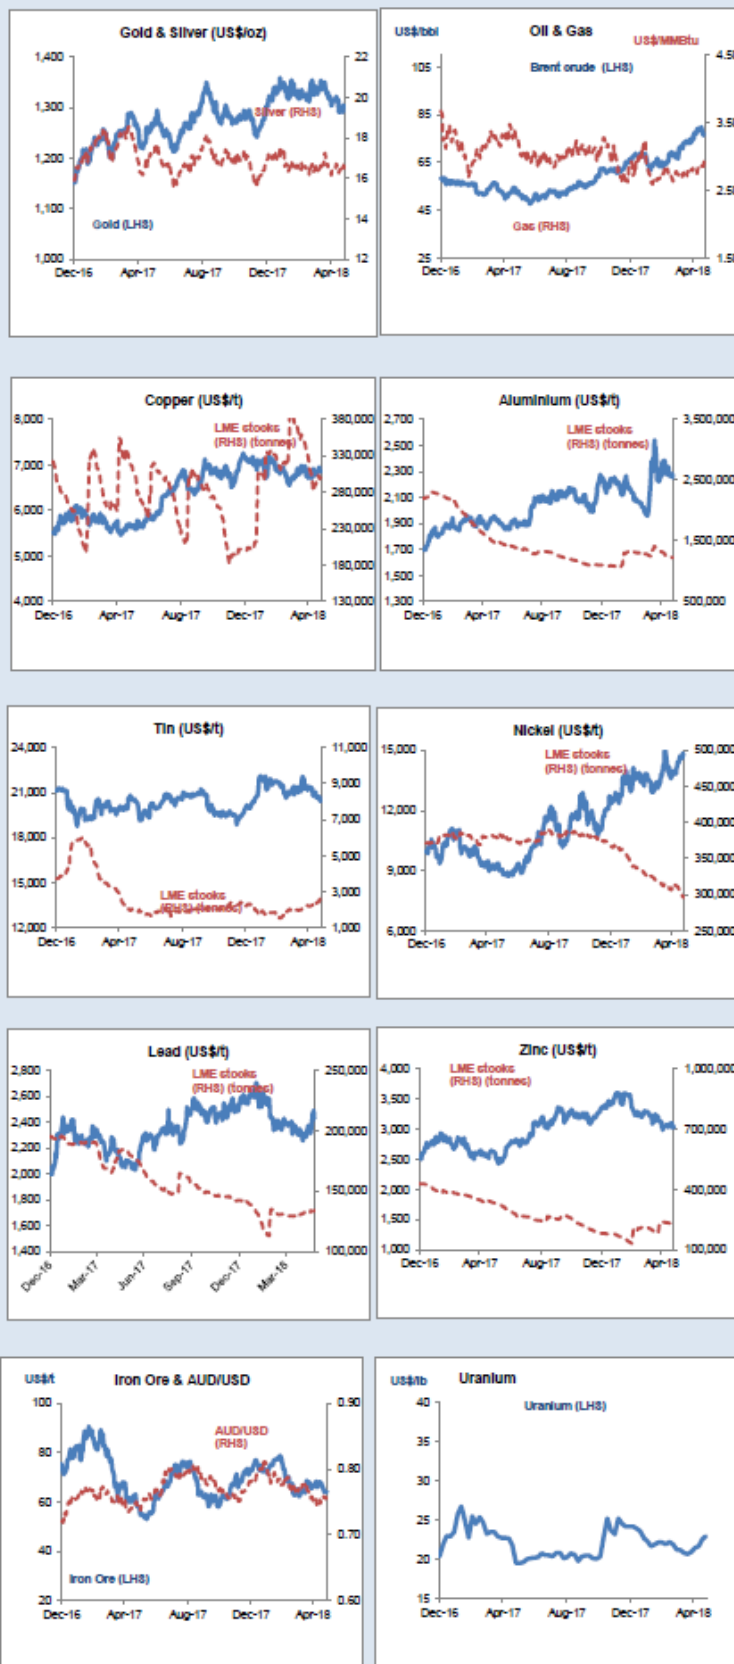 Gold & Silver (US$/oz)
1,400
1,300
1,200
1,100
1,000
22
20
18
16
14
12
Silver (RHS)
Gold (LHS)
Dec-16 Apr-17 Aug-17 Dec-17 Apr-18
US$/bbl Oil & Gas US$/MMBtu
105
85
65
45
25
4.50
3.50
2.50
1.50
Brent crude (LHS)
Gas (RHS)
Dec-16 Apr-17 Aug-17 Dec-17 Apr-18
Copper (US$/t)
8,000
7,000
6,000
5,000
4,000
380,000
330,000
280,000
230,000
180,000
130,000
LME stocks
(RHS) (tonnes)
Dec-16 Apr-17 Aug-17 Dec-17 Apr-18
Aluminium (US$/t)
2,700
2,500
2,300
2,100
1,900
1,700
1,500
1,300
3,500,000
2,500,000
1,500,000
500,000
LME stocks
(RHS) (tonnes)
Dec-16 Apr-17 Aug-17 Dec-17 Apr-18
Tin (US$/t)
24,000
21,000
18,000
15,000
12,000
11,000
9,000
7,000
5,000
3,000
1,000
LME stocks
(RHS) (tonnes)
Dec-16 Apr-17 Aug-17 Dec-17 Apr-18
Nickel (US$/t)
15,000
12,000
9,000
6,000
500,000
450,000
400,000
350,000
300,000
250,000
LME stocks
(RHS) (tonnes)
Dec-16 Apr-17 Aug-17 Dec-17 Apr-18
Lead (US$/t)
2,800
2,600
2,400
2,200
2,000
1,800
1,600
1,400
250,000
200,000
150,000
100,000
LME stocks
(RHS) (tonnes)
Dec-16 Mar-17 Jun-17 Sep-17 Dec-17 Mar-18
Zinc (US$/t)
4,000
3,500
3,000
2,500
2,000
1,500
1,000
1,000,000
700,000
400,000
100,000
LME stocks
(RHS) (tonnes)
Dec-16 Apr-17 Aug-17 Dec-17 Apr-18
US$/t Iron Ore & AUD/USD
100
80
60
40
20
0.90
0.80
0.70
0.60
AUD/USD
(RHS)
Iron Ore (LHS)
Dec-16 Apr-17 Aug-17 Dec-17 Apr-18
US$/lb Uranium
40
35
30
25
20
15
Uranium (LHS)
Dec-16 Apr-17 Aug-17 Dec-17 Apr-18